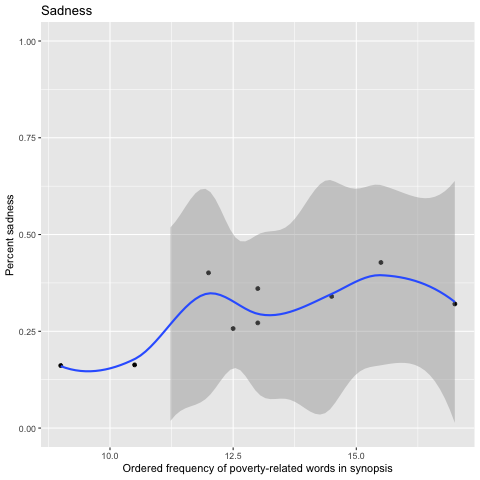 Sadness
1.00
0.75
0.50
0.25
0.00
Percent sadness
10.0 12.5 15.0
Ordered frequency of poverty-related words in synopsis